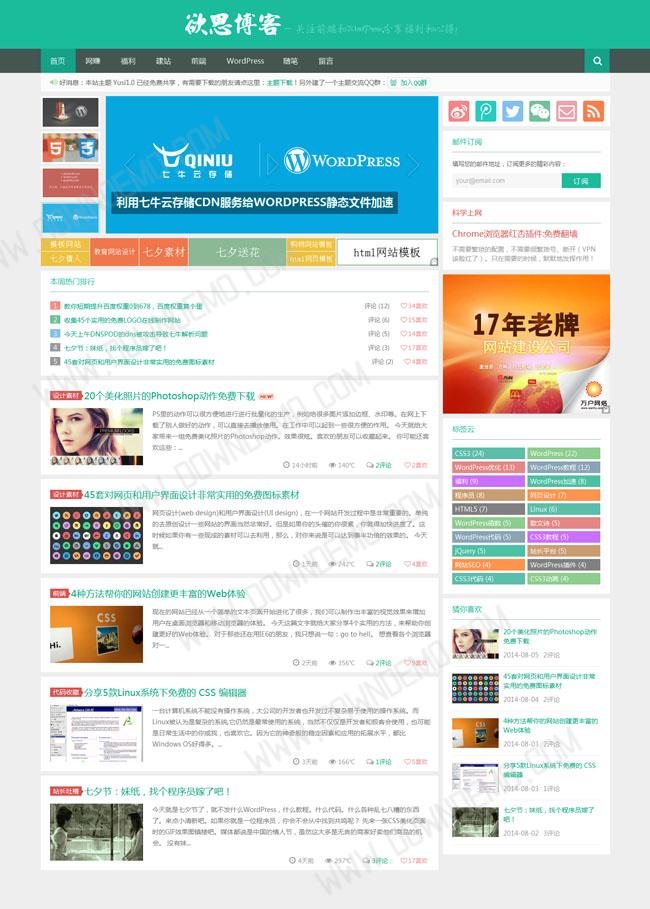 欲思博客 - 关注前端和WordPress分享福利和心得!
首页 网赚 福利 建站 前端 WordPress 随笔 留言
好消息：本站主题 Yusi1.0 已经免费共享，有需要下载的朋友请点这里：主题下载！另外建了一个主题交流QQ群： 加入QQ群
QINIU
七牛云存储
WORDPRESS
利用七牛云存储CDN服务给WORDPRESS静态文件加速
模板网站
七夕情人
教育网站设计
七夕素材
七夕送花
购物网站模板
html网页模板
html网站模板
本周热门排行
1 教你短期提升百度权重0到678，百度权重养个蛋 评论 (12) 34喜欢
2 收集45个实用的免费LOGO在线制作网站 评论 (6) 15喜欢
3 今天上午DNSPOD的dns被攻击导致七牛解析问题 评论 (5) 14喜欢
4 七夕节：妹纸，找个程序员嫁了吧！ 评论 (3) 17喜欢
5 45套对网页和用户界面设计非常实用的免费图标素材 评论 (2) 4喜欢
设计素材 20个美化照片的Photoshop动作免费下载 NEW
PS里的动作可以很方便地进行进行批量化的生产，例如给很多图片添加边框、水印等。在网上下
载了别人做好的动作，可以直接去播放使用。在工作中可以起到一些很方便的作用。 今天就给大
家带来一组免费美化照片的Photoshop动作。效果很炫。喜欢的朋友可以收藏起来。 你可能还喜
欢这些：...
14小时前 140℃ 2评论 2喜欢
设计素材 45套对网页和用户界面设计非常实用的免费图标素材
网页设计(web design)和用户界面设计(UI design)，在一个网站开发过程中是非常重要的。单纯
的去原创设计一些网站的界面当然非常好。但是如果你的头催的你很紧，你就得加快进度了。这
时候如果你有一些现成的素材可以去利用，那么，对你来说是可以达到事半功倍的效果的。 今天
就...
1天前 242℃ 2评论 4喜欢
前端 4种方法帮你的网站创建更丰富的Web体验
现在的网站已经从一个简单的文本页面开始进化了很多，我们可以制作出丰富的视觉效果来增加
用户在桌面浏览器和移动浏览器的体验。 今天这篇文字就给大家分享4个实用的方法，来帮助你创
建更好的Web体验。 对于那些还在用IE6的朋友，我只想说一句：go to hell。 想查看各个浏览器
对一...
2天前 356℃ 2评论 9喜欢
代码收藏 分享5款Linux系统下免费的 CSS 编辑器
一台计算机系统不能没有操作系统，大公司的开发者也开发过不复易于使用的操作系统。而
Linux被认为是复杂的系统,它仍然是最常使用的系统，当然不仅仅是开发者和极客会使用，也可能
是日常生活中的你或我，也喜欢它。因为它的神奇般的稳定因素和应用的拓展水平，都比
Windows OS好得多。...
3天前 166℃ 1评论 5喜欢
站长吐槽 七夕节：妹纸，找个程序员嫁了吧！
今天就是七夕节了，就不发什么WordPress，什么教程。什么代码。什么各种乱七八糟的东西
了。来点小清新吧。如果你就是一位程序员，你会不会从中找到共鸣呢？ 先来一张CSS美化页面
时的GIF效果图镇楼吧。媒体都说是中国的情人节，虽然这大多是无良的商家好卖他们商品的机
会。 没有妹...
4天前 297℃ 3评论 17喜欢
邮件订阅
填写您的邮件地址，订阅更多的精彩内容：
your@email.com 订阅
科学上网
Chrome浏览器红杏插件:免费翻墙
不需要繁琐的配置，不需要频繁拨号、断开（VPN
该脸红了）。只在需要的时候，默默地发挥作用！
17年老牌
网站建设公司
万户网络
标签云
CSS3 (24) WordPress (22)
WordPress优化 (13) WordPress教程 (12)
福利 (9) WordPress加速 (8)
程序员 (8) 网页设计 (7)
HTML5 (7) Linux (6)
WordPress函数 (5) 散文诗 (5)
WordPress代码 (5) CSS3教程 (5)
jQuery (5) 站长平台 (5)
网站SEO (4) WordPress插件 (4)
CSS3代码 (4) CSS3动画 (4)
猜你喜欢
20个美化照片的Photoshop动作
免费下载
2014-08-05 2评论
45套对网页和用户界面设计非常
实用的免费图标素材
2014-08-04 2评论
4种方法帮你的网站创建更丰富的
Web体验
2014-08-03 2评论
分享5款Linux系统下免费的 CSS
编辑器
2014-08-03 1评论
七夕节：妹纸，找个程序员嫁了
吧！
2014-08-02 3评论